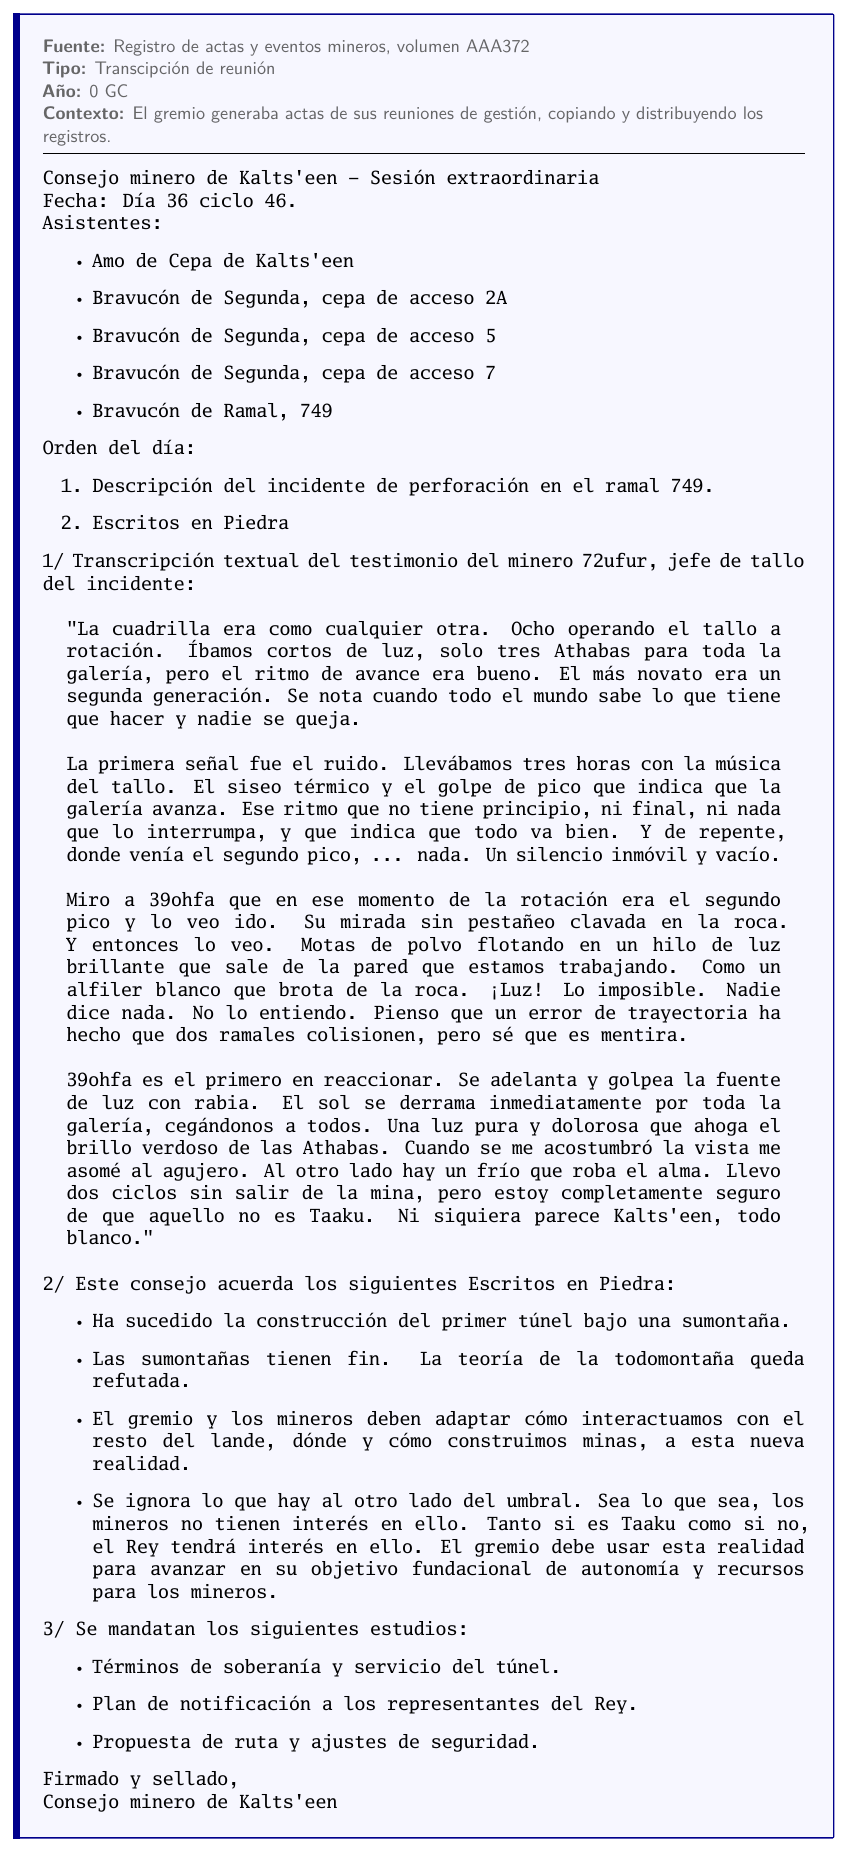 Fuente: Registro de actas y eventos mineros, volumen AAA372
Tipo: Transcipción de reunión
Año: 0 GC
Contexto: El gremio generaba actas de sus reuniones de gestión, copiando y distribuyendo los
registros.
Consejo minero de Kalts'een – Sesión extraordinaria
Fecha: Día 36 ciclo 46.
Asistentes:
• Amo de Cepa de Kalts'een
• Bravucón de Segunda, cepa de acceso 2A
• Bravucón de Segunda, cepa de acceso 5
• Bravucón de Segunda, cepa de acceso 7
• Bravucón de Ramal, 749
Orden del día:
1. Descripción del incidente de perforación en el ramal 749.
2. Escritos en Piedra
1/ Transcripción textual del testimonio del minero 72ufur, jefe de tallo
del incidente:
"La cuadrilla era como cualquier otra. Ocho operando el tallo a
rotación. Íbamos cortos de luz, solo tres Athabas para toda la
galería, pero el ritmo de avance era bueno. El más novato era un
segunda generación. Se nota cuando todo el mundo sabe lo que tiene
que hacer y nadie se queja.
La primera señal fue el ruido. Llevábamos tres horas con la música
del tallo. El siseo térmico y el golpe de pico que indica que la
galería avanza. Ese ritmo que no tiene principio, ni final, ni nada
que lo interrumpa, y que indica que todo va bien. Y de repente,
donde venía el segundo pico, ... nada. Un silencio inmóvil y vacío.
Miro a 39ohfa que en ese momento de la rotación era el segundo
pico y lo veo ido. Su mirada sin pestañeo clavada en la roca.
Y entonces lo veo. Motas de polvo flotando en un hilo de luz
brillante que sale de la pared que estamos trabajando. Como un
alfiler blanco que brota de la roca. ¡Luz! Lo imposible. Nadie
dice nada. No lo entiendo. Pienso que un error de trayectoria ha
hecho que dos ramales colisionen, pero sé que es mentira.
39ohfa es el primero en reaccionar. Se adelanta y golpea la fuente
de luz con rabia. El sol se derrama inmediatamente por toda la
galería, cegándonos a todos. Una luz pura y dolorosa que ahoga el
brillo verdoso de las Athabas. Cuando se me acostumbró la vista me
asomé al agujero. Al otro lado hay un frío que roba el alma. Llevo
dos ciclos sin salir de la mina, pero estoy completamente seguro
de que aquello no es Taaku. Ni siquiera parece Kalts'een, todo
blanco."
2/ Este consejo acuerda los siguientes Escritos en Piedra:
• Ha sucedido la construcción del primer túnel bajo una sumontaña.
• Las sumontañas tienen fin. La teoría de la todomontaña queda
refutada.
• El gremio y los mineros deben adaptar cómo interactuamos con el
resto del lande, dónde y cómo construimos minas, a esta nueva
realidad.
• Se ignora lo que hay al otro lado del umbral. Sea lo que sea, los
mineros no tienen interés en ello. Tanto si es Taaku como si no,
el Rey tendrá interés en ello. El gremio debe usar esta realidad
para avanzar en su objetivo fundacional de autonomía y recursos
para los mineros.
3/ Se mandatan los siguientes estudios:
• Términos de soberanía y servicio del túnel.
• Plan de notificación a los representantes del Rey.
• Propuesta de ruta y ajustes de seguridad.
Firmado y sellado,
Consejo minero de Kalts'een